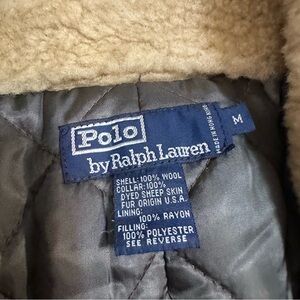 Polo
by Ralph Lauren
MADE IN HONG KONG
M
SHELL: 100% WOOL
COLLAR: 100%
DYED SHEEP SKIN
FUR ORIGIN U.S.A.
LINING:
100% RAYON
FILLING:
100% POLYESTER
SEE REVERSE